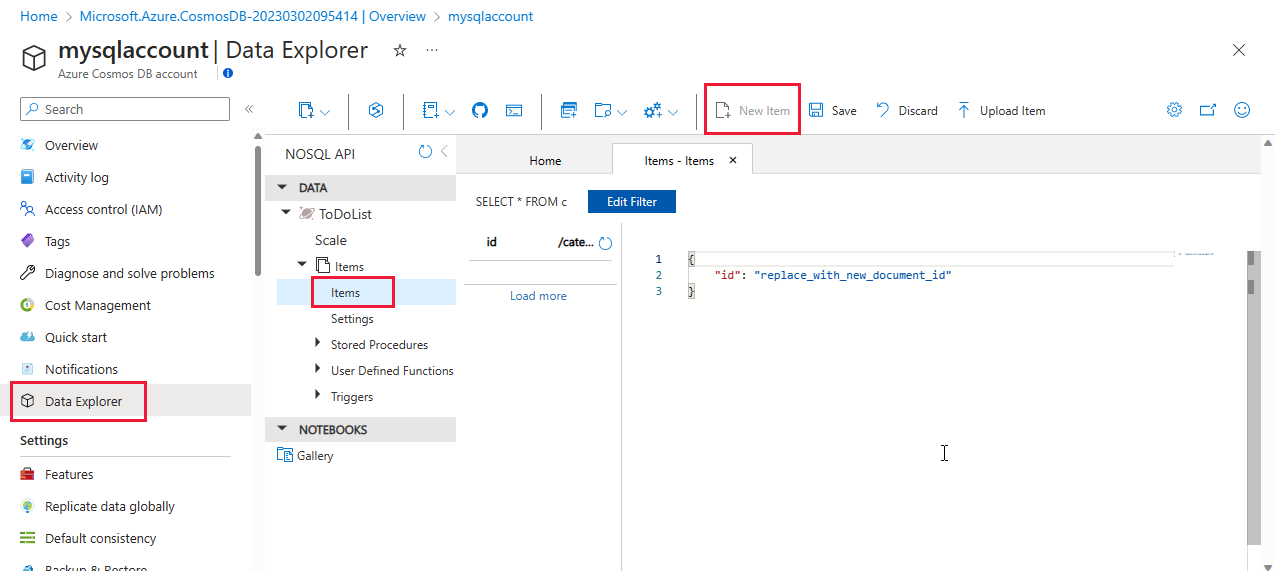 Home > Microsoft.Azure.CosmosDB-20230302095414 | Overview > mysqlaccount
mysqlaccount | Data Explorer
Azure Cosmos DB account
Search
Overview
Activity log
Access control (IAM)
Tags
Diagnose and solve problems
Cost Management
Quick start
Notifications
Data Explorer
Settings
Features
Replicate data globally
Default consistency
Backup & Restore
New Item
Save
Discard
Upload Item
NOSQL API
DATA
ToDoList
Scale
Items
Items
Settings
Stored Procedures
User Defined Functions
Triggers
NOTEBOOKS
Gallery
Home
Items - Items
SELECT * FROM c
Edit Filter
id /cate...
Load more
1 {
2 "id": "replace_with_new_document_id"
3 }